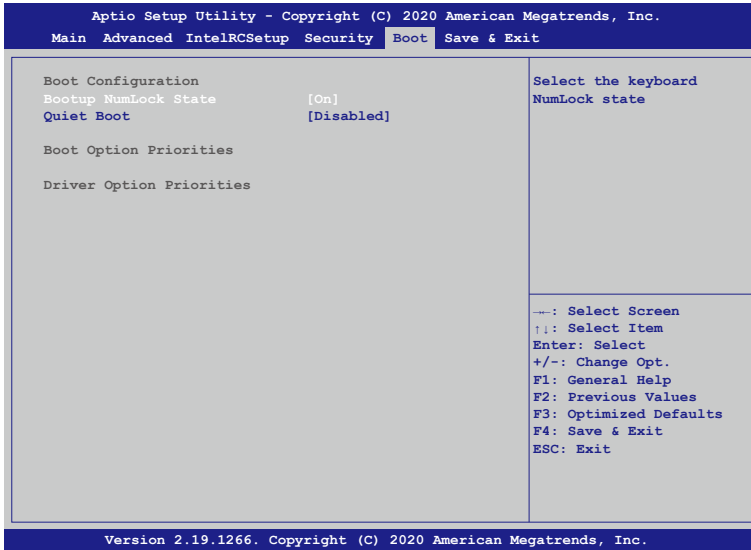 Aptio Setup Utility - Copyright (C) 2020 American Megatrends, Inc.
Main Advanced IntelRCSetup Security Boot Save & Exit
Boot Configuration
Bootup NumLock State [On]
Quiet Boot [Disabled]
Boot Option Priorities
Driver Option Priorities
Select the keyboard
NumLock state
→←: Select Screen
↑↓: Select Item
Enter: Select
+/-: Change Opt.
F1: General Help
F2: Previous Values
F3: Optimized Defaults
F4: Save & Exit
ESC: Exit
Version 2.19.1266. Copyright (C) 2020 American Megatrends, Inc.